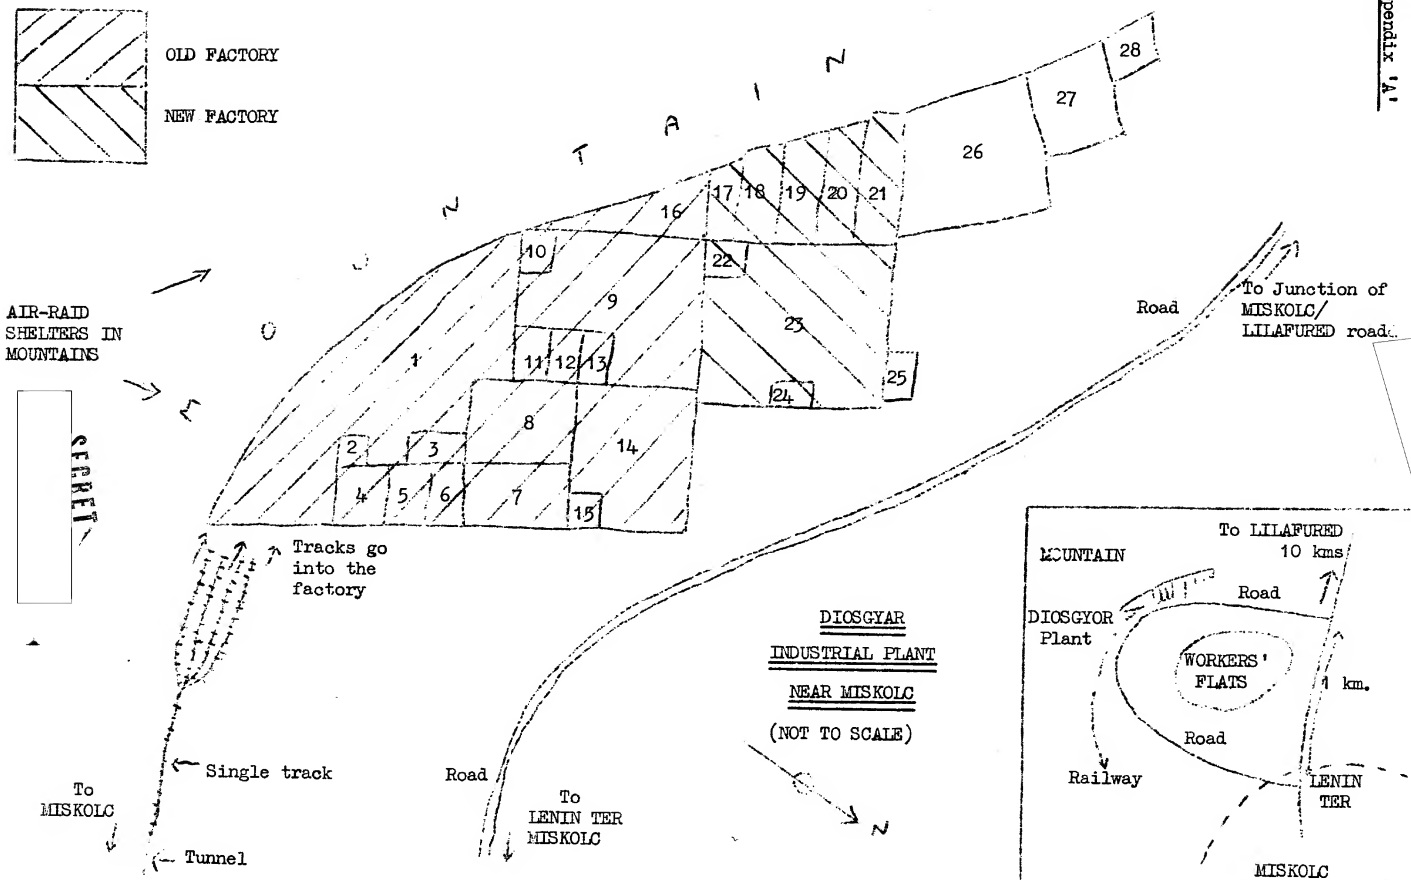 pendix 'A'
OLD FACTORY
NEW FACTORY
M O U N T A I N
28
27
26
21
20
19
18
17
16
10
22
9
23
1
11
12
13
25
24
8
2
3
14
4
5
6
7
15
AIR-RAID
SHELTERS IN
MOUNTAINS
SECRET
Road
To Junction of
MISKOLC/
LILAFURED road
Tracks go
into the
factory
Single track
To
MISKOLC
Tunnel
Road
To
LENIN TER
MISKOLC
DIOSGYAR
INDUSTRIAL PLANT
NEAR MISKOLC
(NOT TO SCALE)
N
To LILAFURED
10 kms
MOUNTAIN
Road
DIOSGYOR
Plant
WORKERS'
FLATS
1 km.
Road
Railway
LENIN
TER
MISKOLC